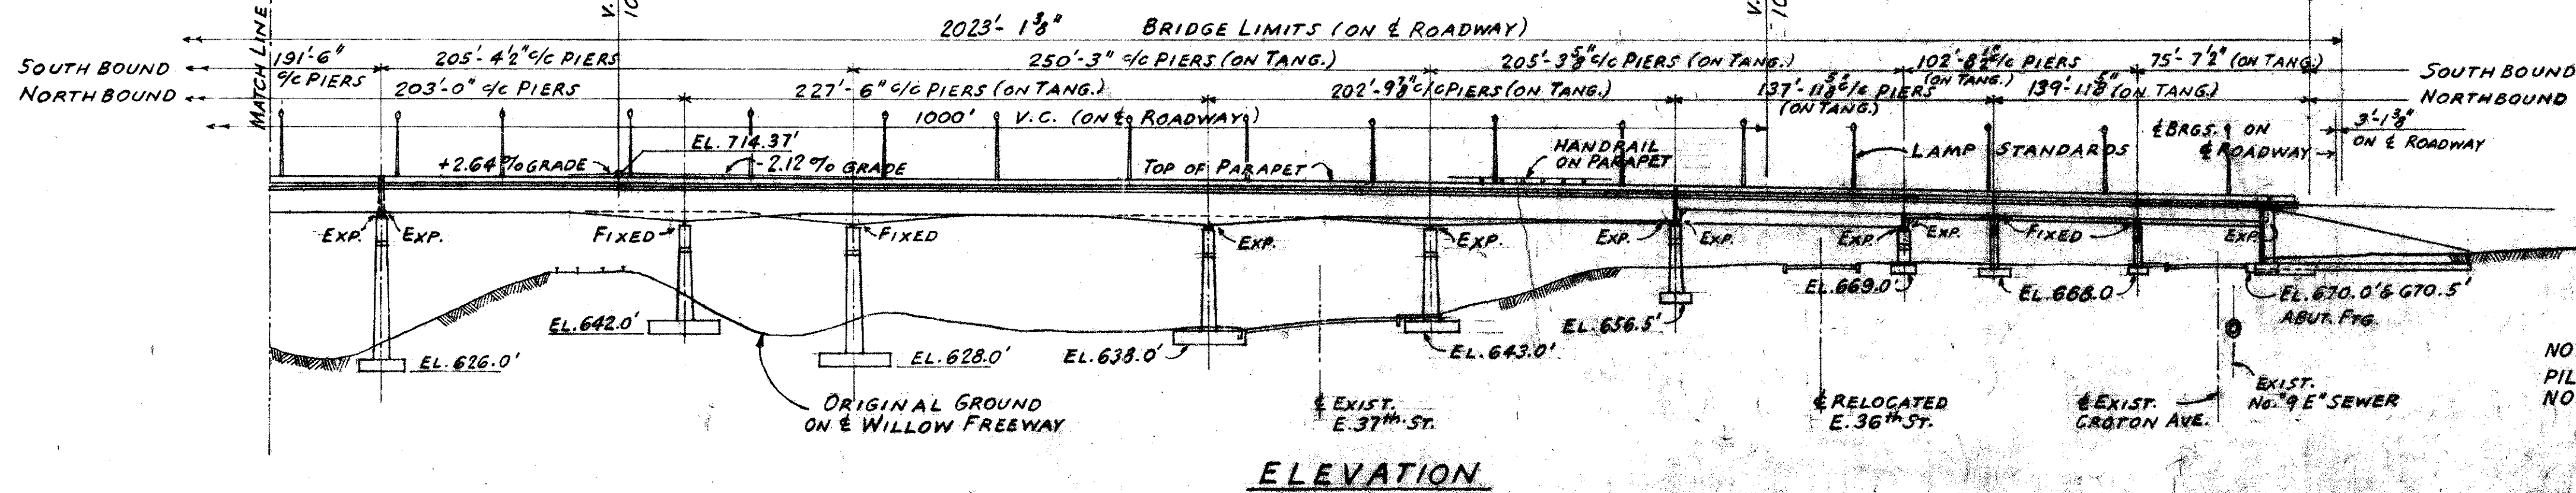 MATCH LINE
V.
10
V.
10
2023'- 1 3/8" BRIDGE LIMITS (ON ℄ ROADWAY)
SOUTH BOUND
191'-6" c/c PIERS
205'-4 1/2" c/c PIERS
250'-3" c/c PIERS (ON TANG.)
205'-3 5/8" c/c PIERS (ON TANG.)
102'-8 1/2" c/c PIERS (ON TANG.)
75'-7 1/2" (ON TANG.)
SOUTH BOUND
NORTHBOUND
203'-0" c/c PIERS
227'-6" c/c PIERS (ON TANG.)
202'-9 7/8" c/c PIERS (ON TANG.)
137'-11 5/8" c/c PIERS
(ON TANG.)
139'-11 5/8" (ON TANG.)
NORTHBOUND
1000' V.C. (ON ℄ ROADWAY)
3'-1 3/8"
ON ℄ ROADWAY
EL. 714.37'
+2.64% GRADE
-2.12% GRADE
TOP OF PARAPET
HANDRAIL
ON PARAPET
LAMP STANDARDS
℄ BRGS. ON
℄ ROADWAY
EXP.
EXP.
FIXED
FIXED
EXP.
EXP.
EXP.
EXP.
EXP.
EXP.
FIXED
EXP.
EL. 626.0'
EL. 642.0'
EL. 628.0'
EL. 638.0'
EL. 643.0'
EL. 656.5'
EL. 669.0'
EL. 668.0
EL. 670.0' & 670.5'
ABUT. FTG.
ORIGINAL GROUND
ON ℄ WILLOW FREEWAY
℄ EXIST.
E. 37th ST.
℄ RELOCATED
E. 36th ST.
℄ EXIST.
CROTON AVE.
EXIST.
No. "9 E" SEWER
NO
PIL
NO
ELEVATION